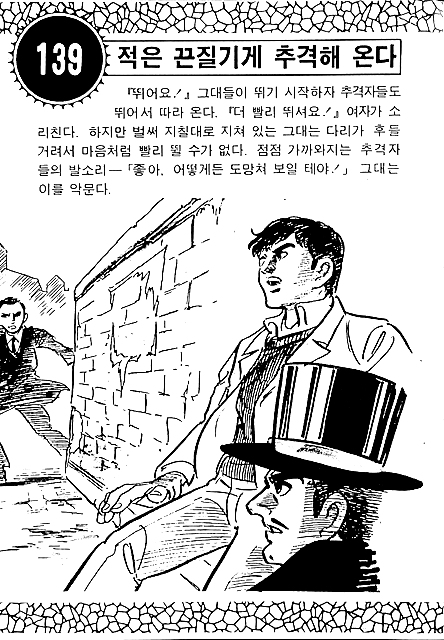 139
적은 끈질기게 추격해 온다
『뛰어요!』 그대들이 뛰기 시작하자 추격자들도
뛰어서 따라 온다. 『더 빨리 뛰셔요!』 여자가 소
리친다. 하지만 벌써 지칠대로 지쳐 있는 그대는 다리가 후들
거려서 마음처럼 빨리 뛸 수가 없다. 점점 가까와지는 추격자
들의 발소리—「좋아, 어떻게든 도망쳐 보일 테야!」 그대는
이를 악문다.